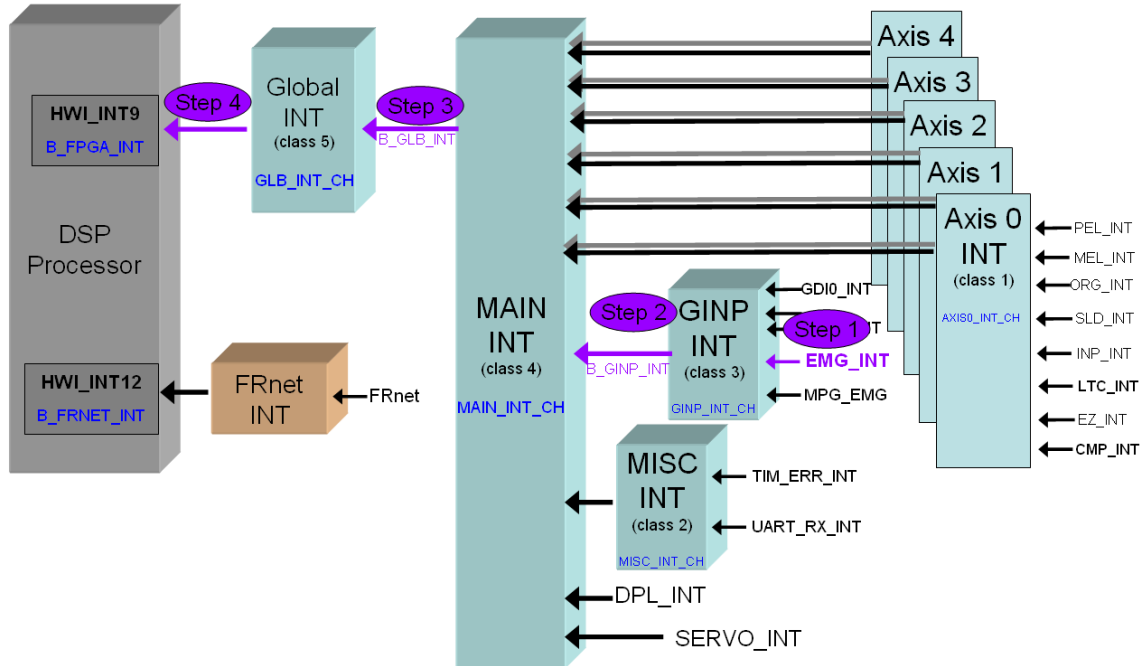 Step 4
HWI_INT9
B_FPGA_INT
DSP
Processor
HWI_INT12
B_FRNET_INT
Global
INT
(class 5)
GLB_INT_CH
Step 3
B_GLB_INT
FRnet
INT
FRnet
MAIN
INT
(class 4)
MAIN_INT_CH
Step 2
B_GINP_INT
GINP
INT
(class 3)
GINP_INT_CH
GDI0_INT
Step 1
EMG_INT
MPG_EMG
MISC
INT
(class 2)
MISC_INT_CH
TIM_ERR_INT
UART_RX_INT
DPL_INT
SERVO_INT
Axis 4
Axis 3
Axis 2
Axis 1
Axis 0
INT
(class 1)
AXIS0_INT_CH
PEL_INT
MEL_INT
ORG_INT
SLD_INT
INP_INT
LTC_INT
EZ_INT
CMP_INT